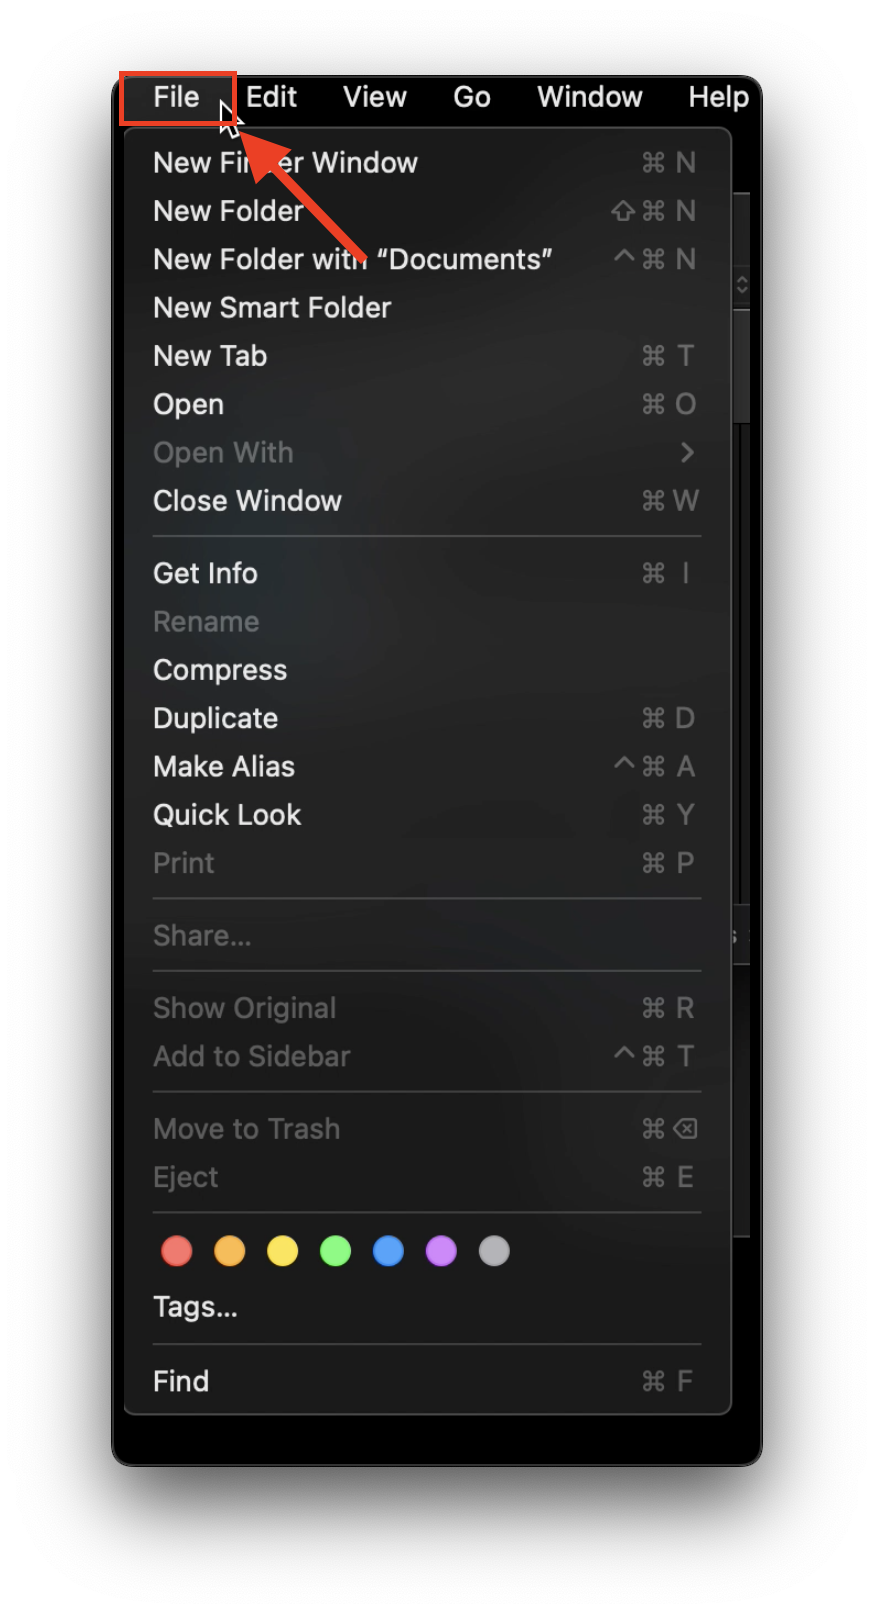 File Edit View Go Window Help
New Finder Window ⌘ N
New Folder ⇧ ⌘ N
New Folder with “Documents” ^ ⌘ N
New Smart Folder
New Tab ⌘ T
Open ⌘ O
Open With >
Close Window ⌘ W
Get Info ⌘ I
Rename
Compress
Duplicate ⌘ D
Make Alias ^ ⌘ A
Quick Look ⌘ Y
Print ⌘ P
Share...
Show Original ⌘ R
Add to Sidebar ^ ⌘ T
Move to Trash ⌘ ⌫
Eject ⌘ E
Tags...
Find ⌘ F